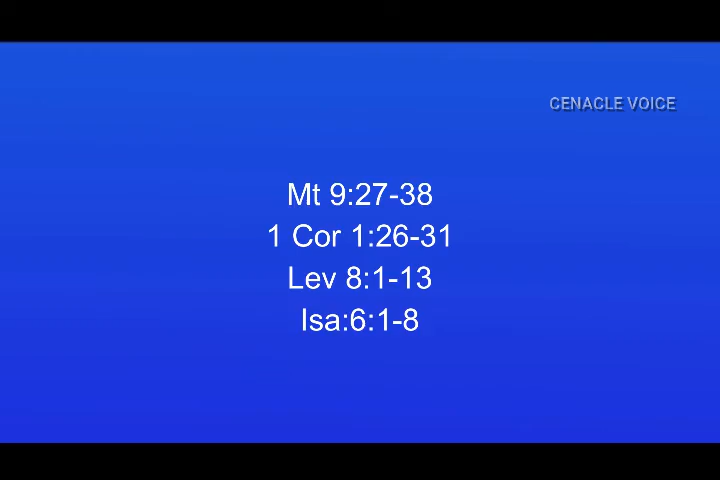 CENACLE VOICE
Mt 9:27-38
1 Cor 1:26-31
Lev 8:1-13
Isa:6:1-8